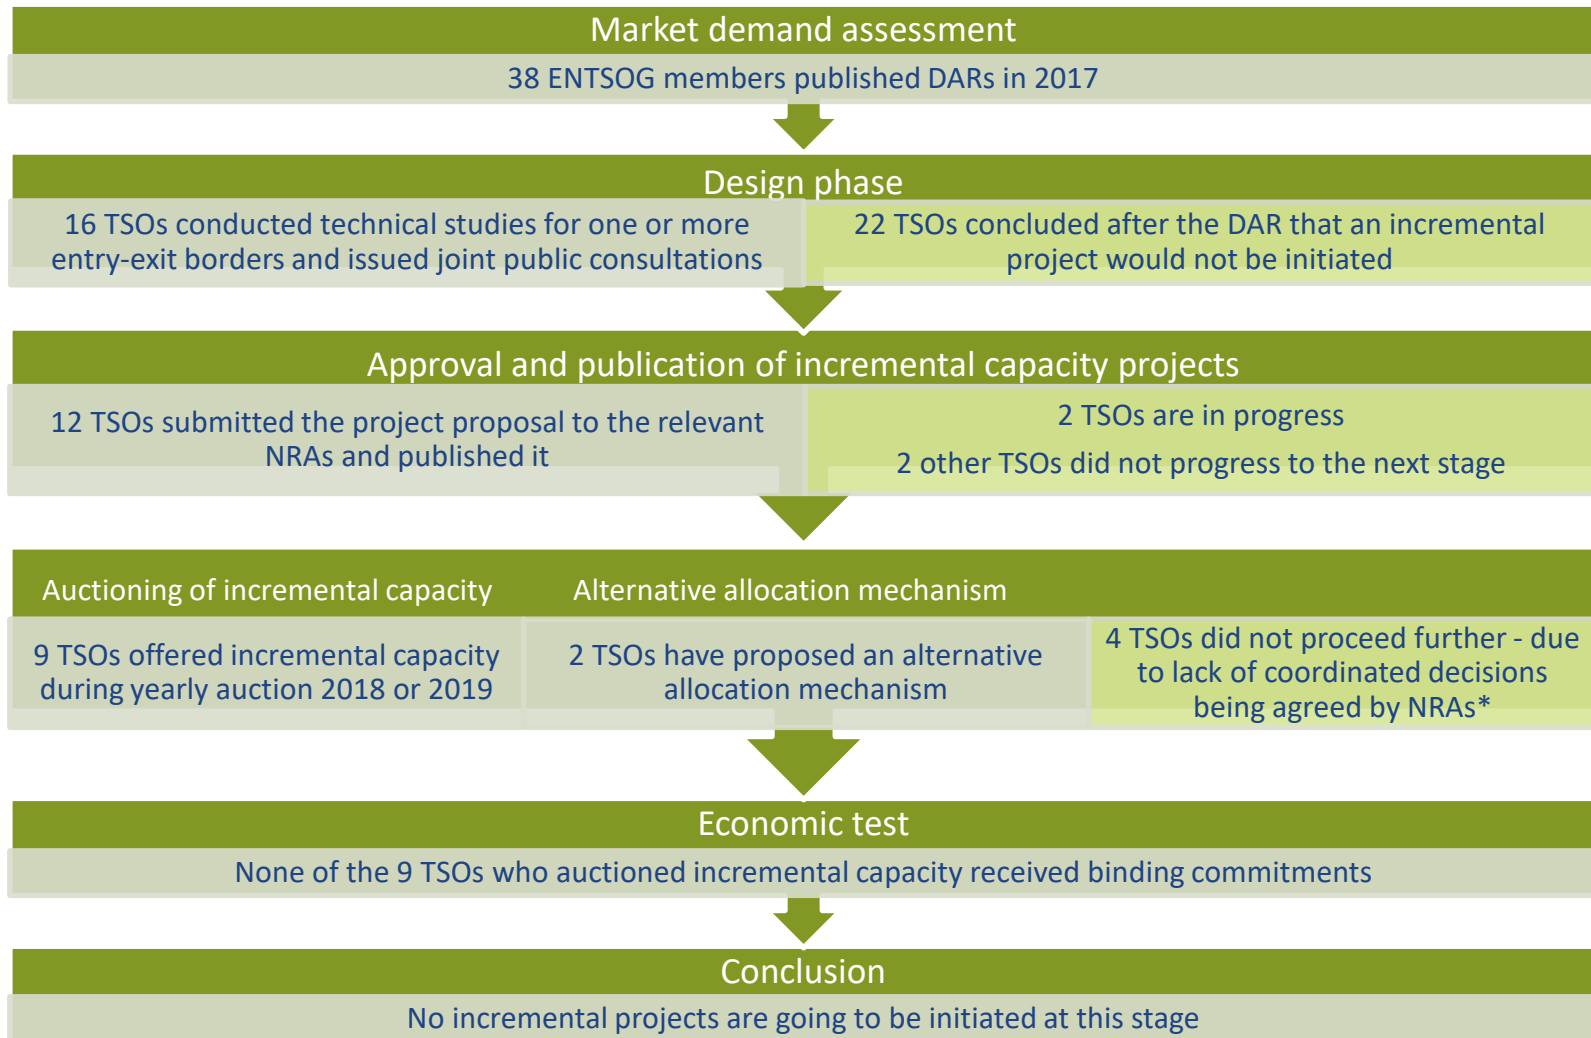 Market demand assessment
38 ENTSOG members published DARs in 2017
Design phase
16 TSOs conducted technical studies for one or more
entry-exit borders and issued joint public consultations
22 TSOs concluded after the DAR that an incremental
project would not be initiated
Approval and publication of incremental capacity projects
12 TSOs submitted the project proposal to the relevant
NRAs and published it
2 TSOs are in progress
2 other TSOs did not progress to the next stage
Auctioning of incremental capacity
Alternative allocation mechanism
9 TSOs offered incremental capacity
during yearly auction 2018 or 2019
2 TSOs have proposed an alternative
allocation mechanism
4 TSOs did not proceed further - due
to lack of coordinated decisions
being agreed by NRAs*
Economic test
None of the 9 TSOs who auctioned incremental capacity received binding commitments
Conclusion
No incremental projects are going to be initiated at this stage